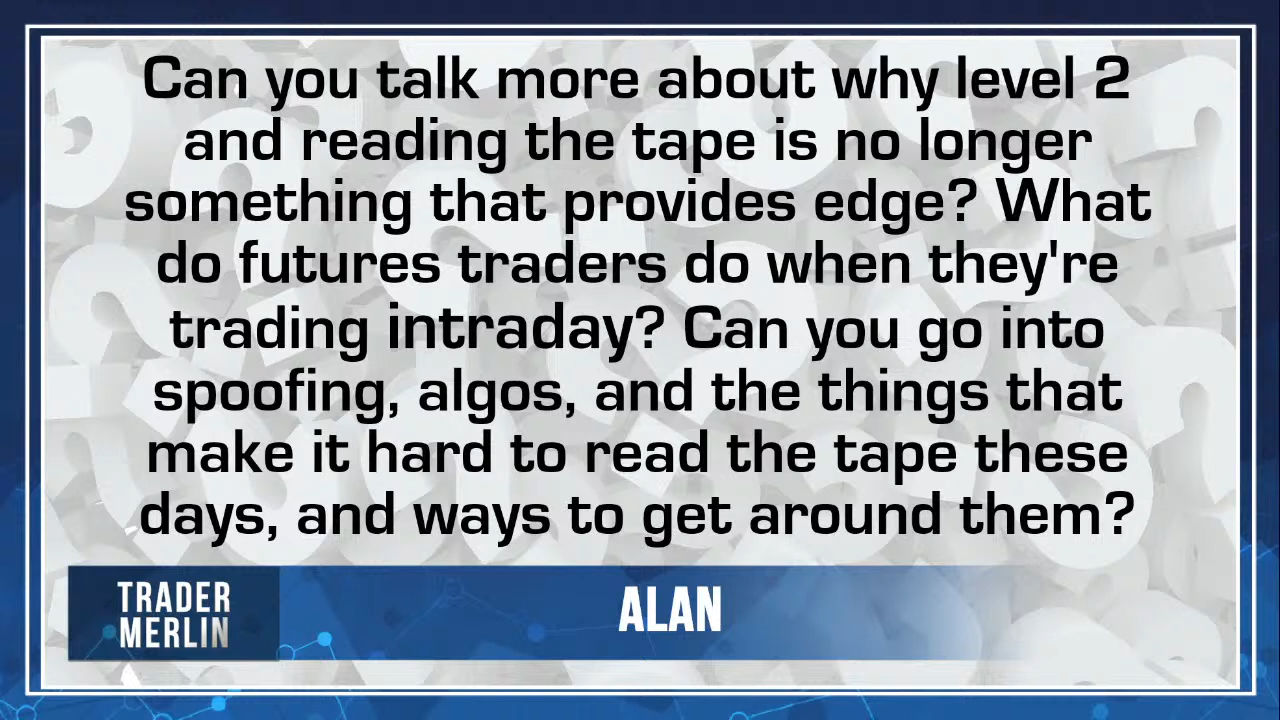 Can you talk more about why level 2
and reading the tape is no longer
something that provides edge? What
do futures traders do when they're
trading intraday? Can you go into
spoofing, algos, and the things that
make it hard to read the tape these
days, and ways to get around them?
TRADER
MERLIN
ALAN